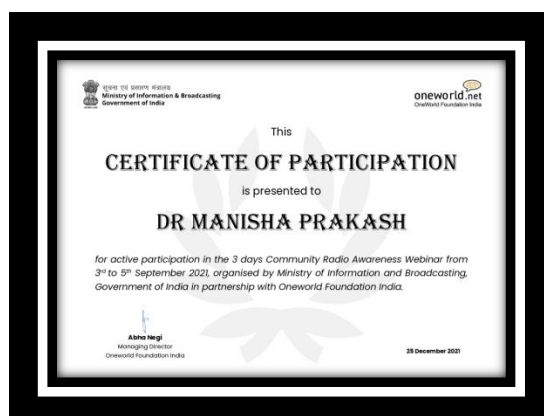 सूचना एवं प्रसारण मंत्रालय
Ministry of Information & Broadcasting
Government of India
oneworld.net
OneWorld Foundation India
This
CERTIFICATE OF PARTICIPATION
is presented to
DR MANISHA PRAKASH
for active participation in the 3 days Community Radio Awareness Webinar from
3rd to 5th September 2021, organised by Ministry of Information and Broadcasting,
Government of India in partnership with Oneworld Foundation India.
Abha Negi
Managing Director
Oneworld Foundation India
25 December 2021